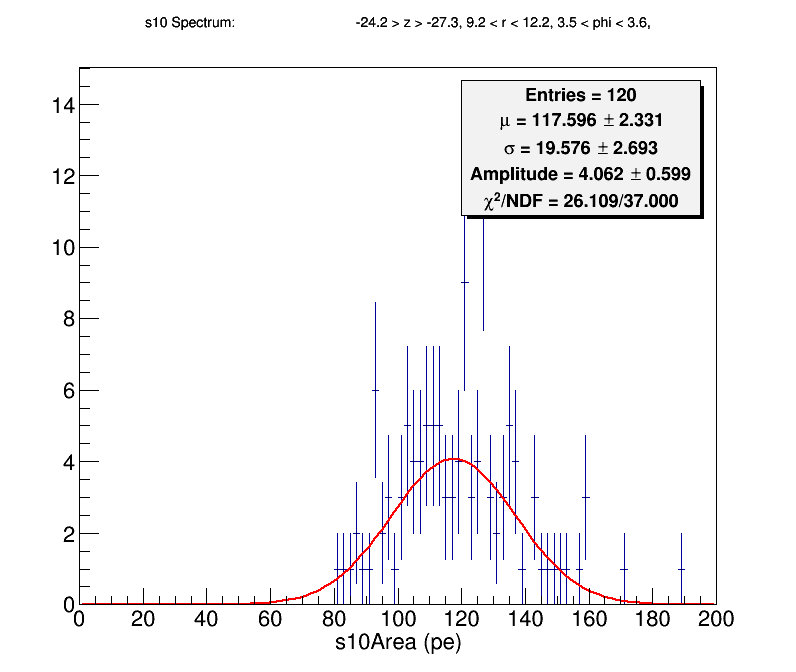 s10 Spectrum: -24.2 > z > -27.3, 9.2 < r < 12.2, 3.5 < phi < 3.6,
Entries = 120
μ = 117.596 ± 2.331
σ = 19.576 ± 2.693
Amplitude = 4.062 ± 0.599
χ²/NDF = 26.109/37.000
14
12
10
8
6
4
2
0
0 20 40 60 80 100 120 140 160 180 200
s10Area (pe)